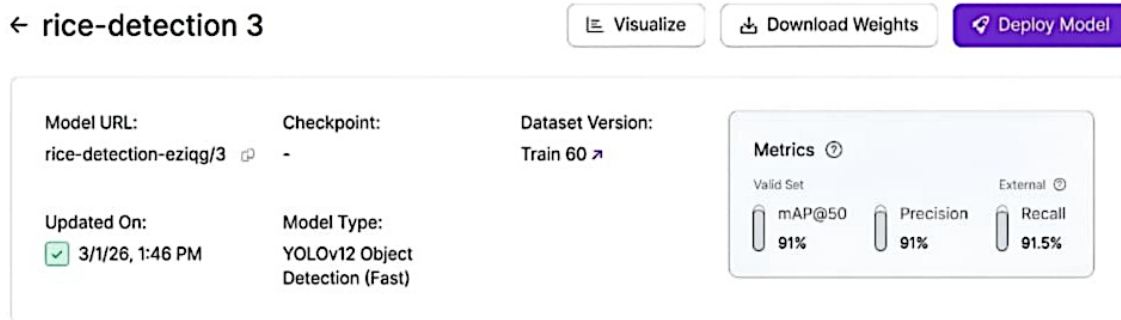 ← rice-detection 3
Visualize
Download Weights
Deploy Model
Model URL:
rice-detection-eziqg/3
Checkpoint:
-
Dataset Version:
Train 60 ↗
Updated On:
3/1/26, 1:46 PM
Model Type:
YOLOv12 Object
Detection (Fast)
Metrics ?
Valid Set
External ?
mAP@50
91%
Precision
91%
Recall
91.5%